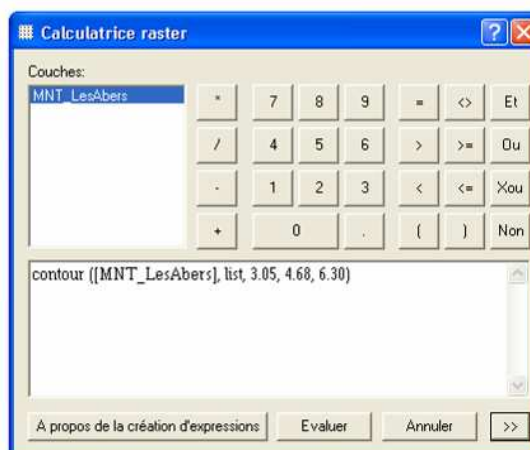 Calculatrice raster
Couches:
MNT_LesAbers
* 7 8 9 = <> Et
/ 4 5 6 > >= Ou
- 1 2 3 < <= Xou
+ 0 . ( ) Non
contour ([MNT_LesAbers], list, 3.05, 4.68, 6.30)
A propos de la création d'expressions Evaluer Annuler >>